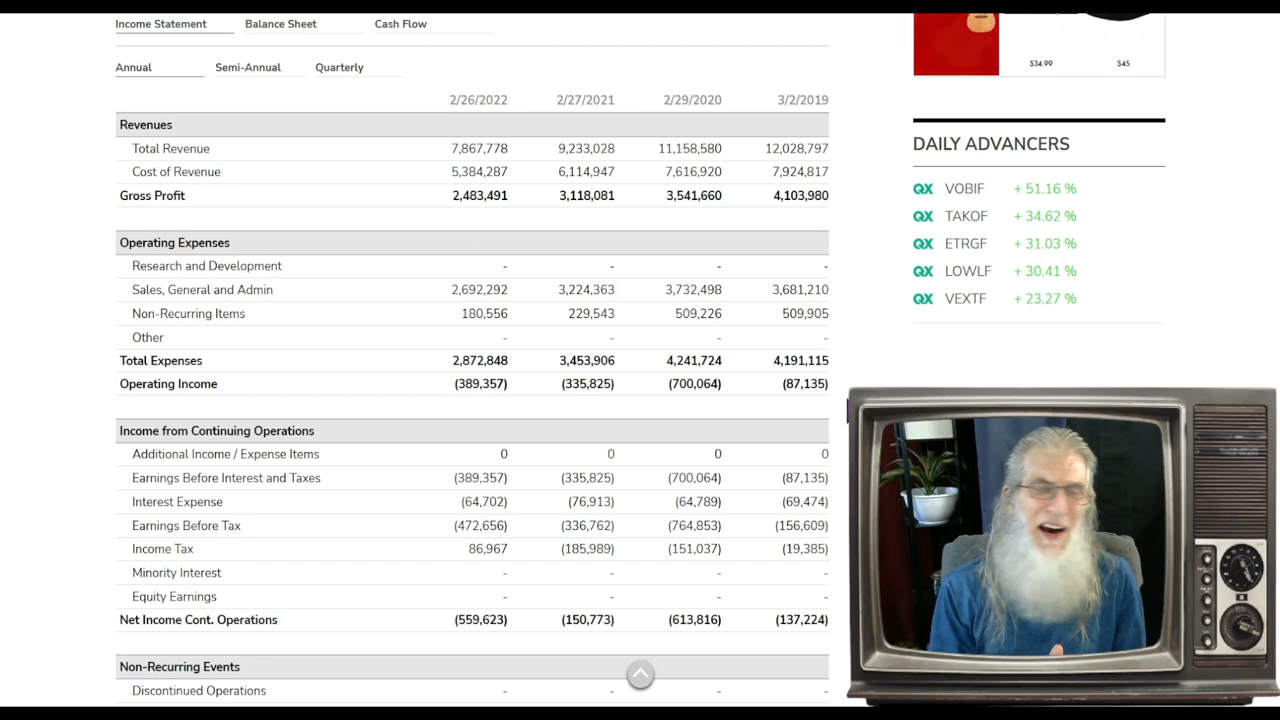 Income Statement Balance Sheet Cash Flow
Annual Semi-Annual Quarterly
2/26/2022 2/27/2021 2/29/2020 3/2/2019
Revenues
Total Revenue 7,867,778 9,233,028 11,158,580 12,028,797
Cost of Revenue 5,384,287 6,114,947 7,616,920 7,924,817
Gross Profit 2,483,491 3,118,081 3,541,660 4,103,980
Operating Expenses
Research and Development - - - -
Sales, General and Admin 2,692,292 3,224,363 3,732,498 3,681,210
Non-Recurring Items 180,556 229,543 509,226 509,905
Other - - - -
Total Expenses 2,872,848 3,453,906 4,241,724 4,191,115
Operating Income (389,357) (335,825) (700,064) (87,135)
Income from Continuing Operations
Additional Income / Expense Items 0 0 0 0
Earnings Before Interest and Taxes (389,357) (335,825) (700,064) (87,135)
Interest Expense (64,702) (76,913) (64,789) (69,474)
Earnings Before Tax (472,656) (336,762) (764,853) (156,609)
Income Tax 86,967 (185,989) (151,037) (19,385)
Minority Interest - - - -
Equity Earnings - - - -
Net Income Cont. Operations (559,623) (150,773) (613,816) (137,224)
Non-Recurring Events
Discontinued Operations - - - -
$34.99 $45
DAILY ADVANCERS
QX VOBIF + 51.16 %
QX TAKOF + 34.62 %
QX ETRGF + 31.03 %
QX LOWLF + 30.41 %
QX VEXTF + 23.27 %